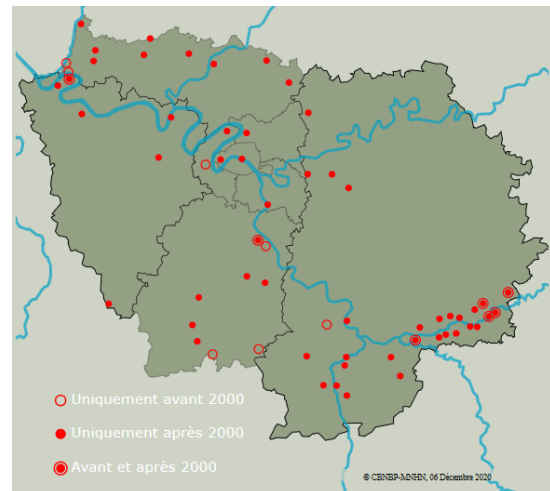 Uniquement avant 2000
Uniquement après 2000
Avant et après 2000
© CBNBP-MNHN, 06 Décembre 2020